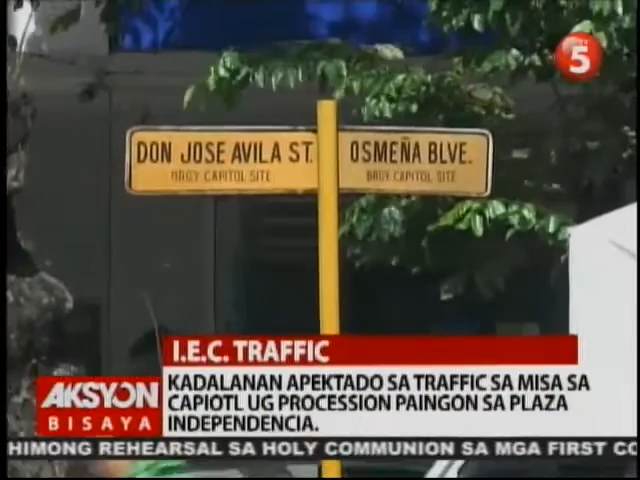 5
DON JOSE AVILA ST.
BRGY CAPITOL SITE
OSMEÑA BLVE.
BRGY CAPITOL SITE
I.E.C. TRAFFIC
KADALANAN APEKTADO SA TRAFFIC SA MISA SA
CAPIOTL UG PROCESSION PAINGON SA PLAZA
INDEPENDENCIA.
AKSYON
BISAYA
HIMONG REHEARSAL SA HOLY COMMUNION SA MGA FIRST CO